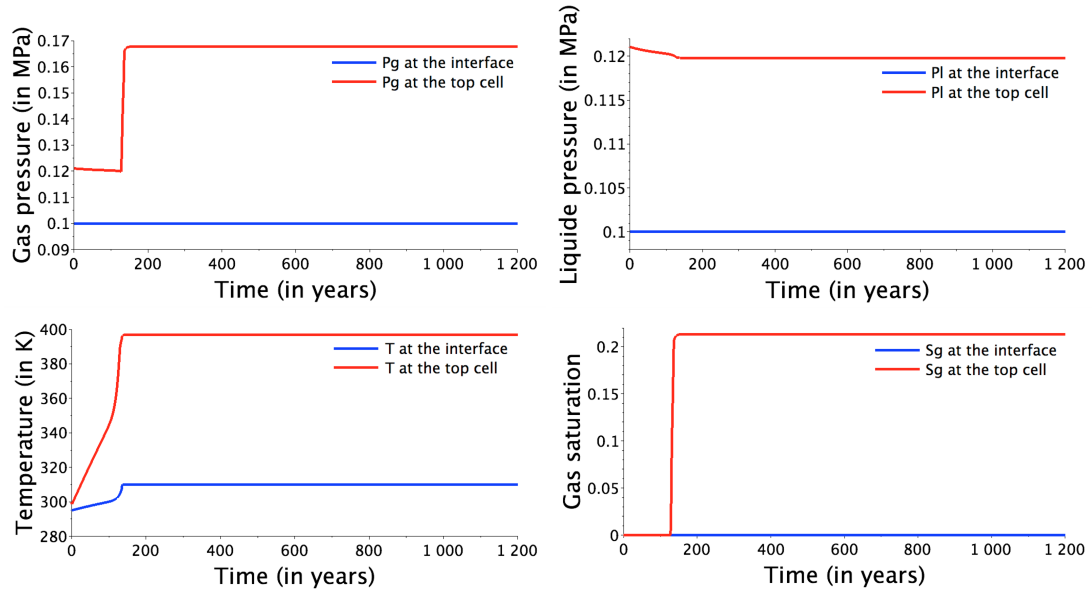 Gas pressure (in MPa)
0.17
0.16
0.15
0.14
0.13
0.12
0.11
0.1
0.09
Pg at the interface
Pg at the top cell
0 200 400 600 800 1 000 1 200
Time (in years)
Liquide pressure (in MPa)
0.12
0.115
0.11
0.105
0.1
Pl at the interface
Pl at the top cell
0 200 400 600 800 1 000 1 200
Time (in years)
Temperature (in K)
400
380
360
340
320
300
280
T at the interface
T at the top cell
0 200 400 600 800 1 000 1 200
Time (in years)
Gas saturation
0.2
0.15
0.1
0.05
0
Sg at the interface
Sg at the top cell
0 200 400 600 800 1 000 1 200
Time (in years)